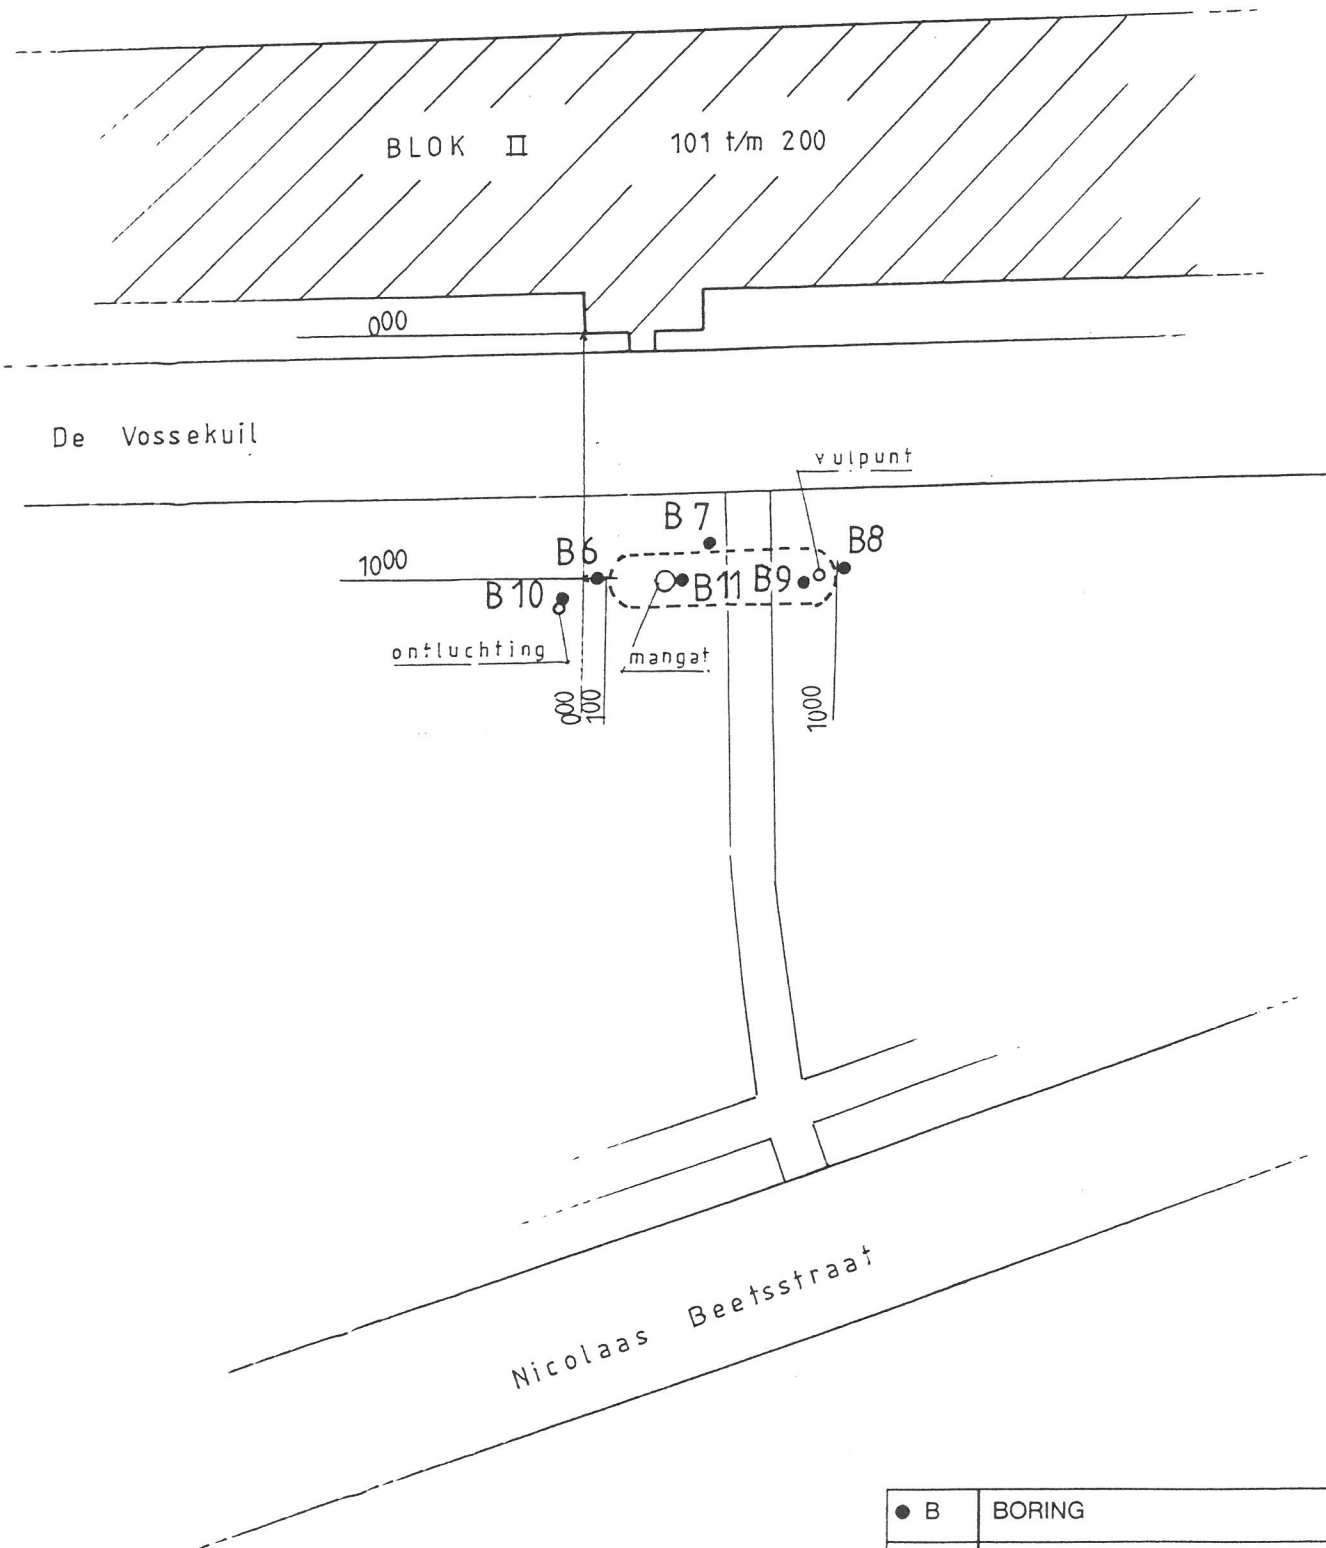 BLOK II 101 t/m 200
000
De Vossekuil
vulpunt
B 7
B8
B6
1000
B11
B9
B 10
ontluchting
mangat
000
100
1000
Nicolaas Beetsstraat
B BORING